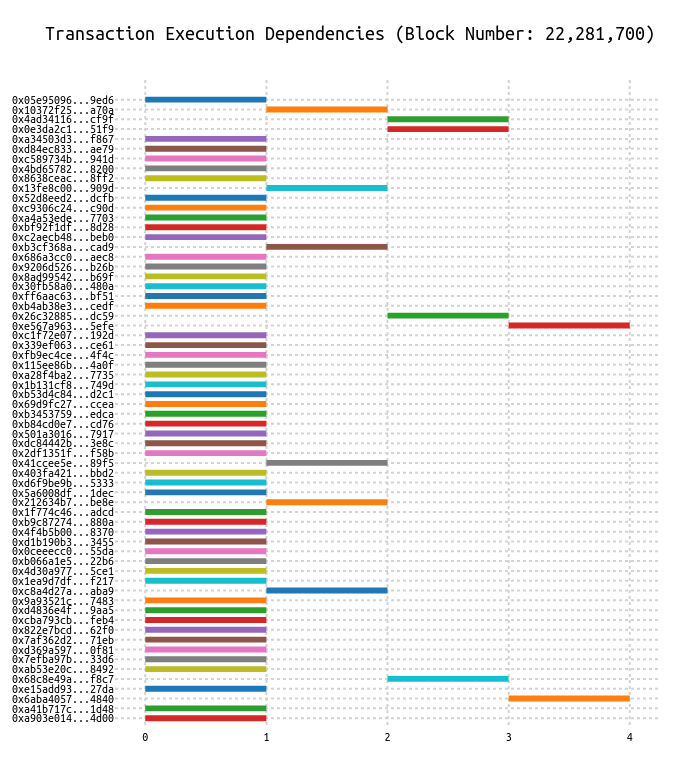 Transaction Execution Dependencies (Block Number: 22,281,700)
0x05e95096...9ed6
0x10372f25...a70a
0x4ad34116...cf9f
0x0e3da2c1...51f9
0xa34503d3...f867
0xd84ec833...ae79
0xc589734b...941d
0x4bd65782...8200
0x8638ceac...8ff2
0x13fe8c00...909d
0x52d8eed2...dcfb
0xc9306c24...c90d
0xa4a53ede...7703
0xbf92f1df...8d28
0xc2aecb48...beb0
0xb3cf368a...cad9
0x686a3cc0...aec8
0x9206d526...b26b
0x8ad99542...b69f
0x30fb58a0...480a
0xff6aac63...bf51
0xb4ab38e3...cedf
0x26c32885...dc59
0xe567a963...5efe
0xc1f72e07...192d
0x339ef063...ce61
0xfb9ec4ce...4f4c
0x115ee86b...4a0f
0xa28f4ba2...7735
0x1b131cf8...749d
0xb53d4c84...d2c1
0x69d9fc27...ccea
0xb3453759...edca
0xb84cd0e7...cd76
0x501a3016...7917
0xdc84442b...3e8c
0x2df1351f...f58b
0x41ccee5e...89f5
0x403fa421...bbd2
0xd6f9be9b...5333
0x5a6008df...1dec
0x212634b7...be8e
0x1f774c46...adcd
0xb9c87274...880a
0x4f4b5b00...8370
0xd1b190b3...3455
0x0ceeecc0...55da
0xb066a1e5...22b6
0x4d30a977...5ce1
0x1ea9d7df...f217
0xc8a4d27a...aba9
0x9a93521c...7483
0xd4836e4f...9aa5
0xcba793cb...feb4
0x822e7bcd...62f0
0x7af362d2...71eb
0xd369a597...0f81
0x7efba97b...33d6
0xab53e20c...8492
0x68c8e49a...f8c7
0xe15add93...27da
0x6aba4057...4840
0xa41b717c...1d48
0xa903e014...4d00
0 1 2 3 4